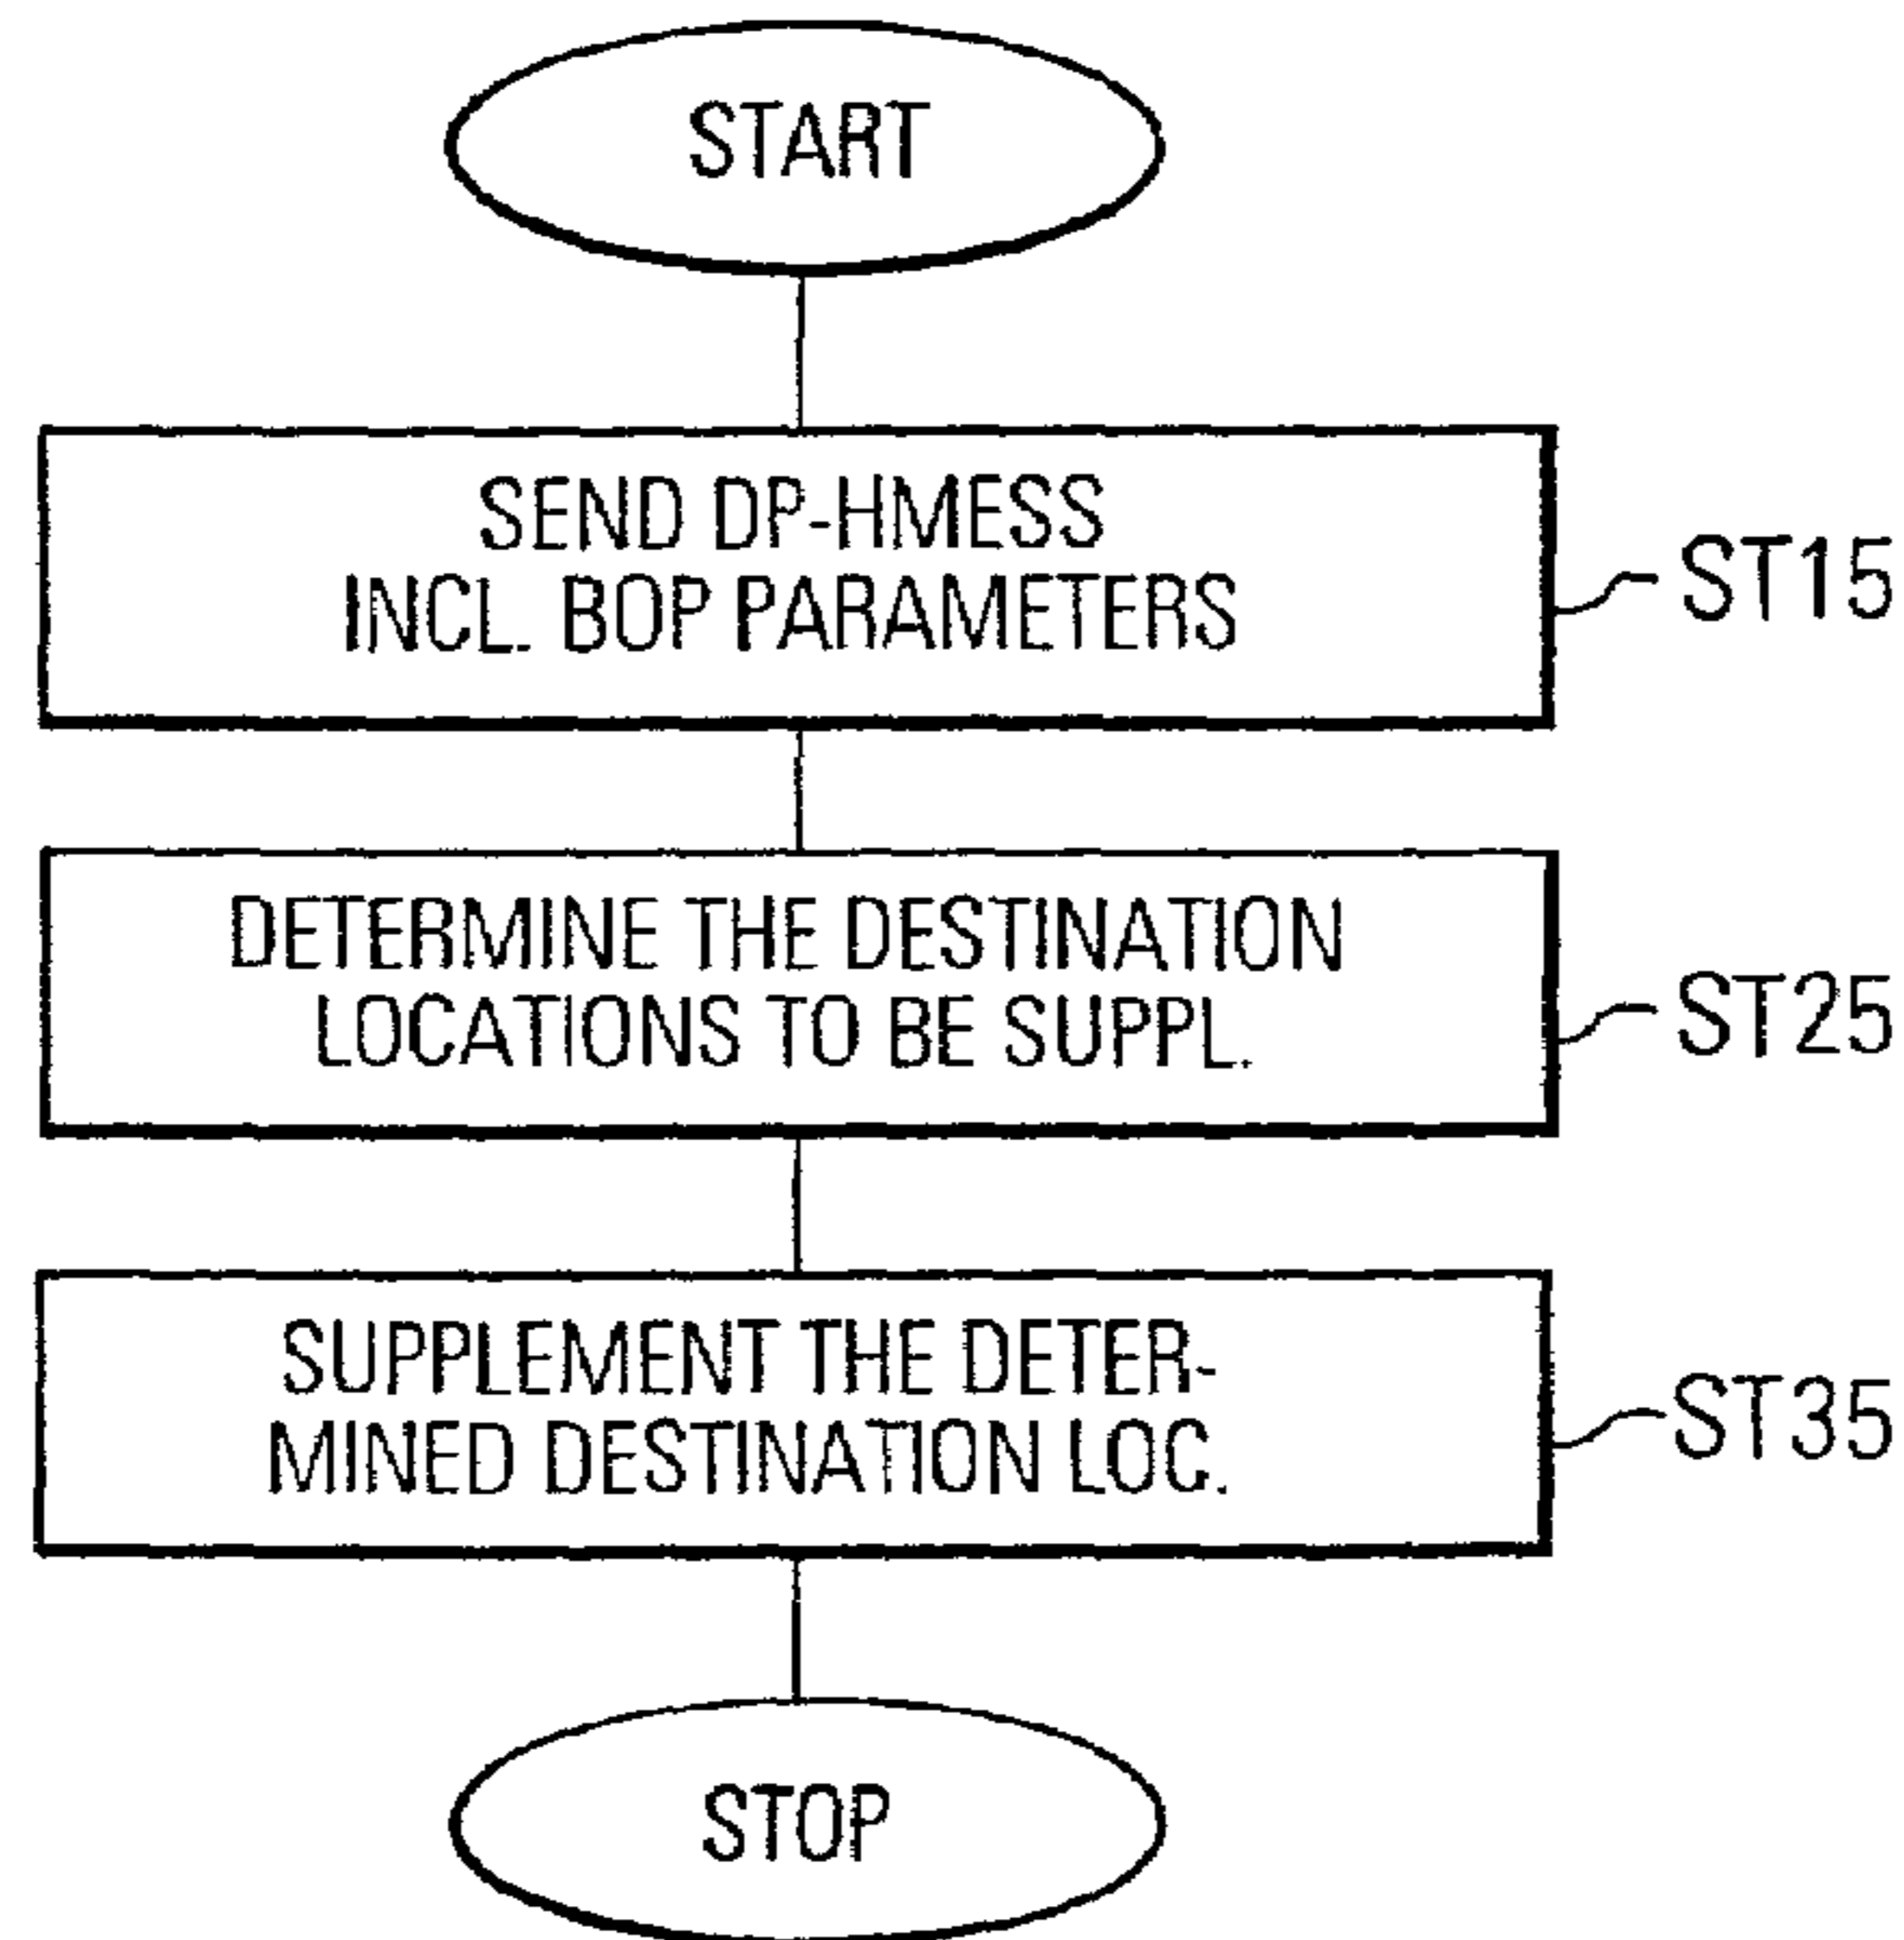 START
SEND DP-HMESS
INCL. BOP PARAMETERS
ST15
DETERMINE THE DESTINATION
LOCATIONS TO BE SUPPL.
ST25
SUPPLEMENT THE DETER-
MINED DESTINATION LOC.
ST35
STOP